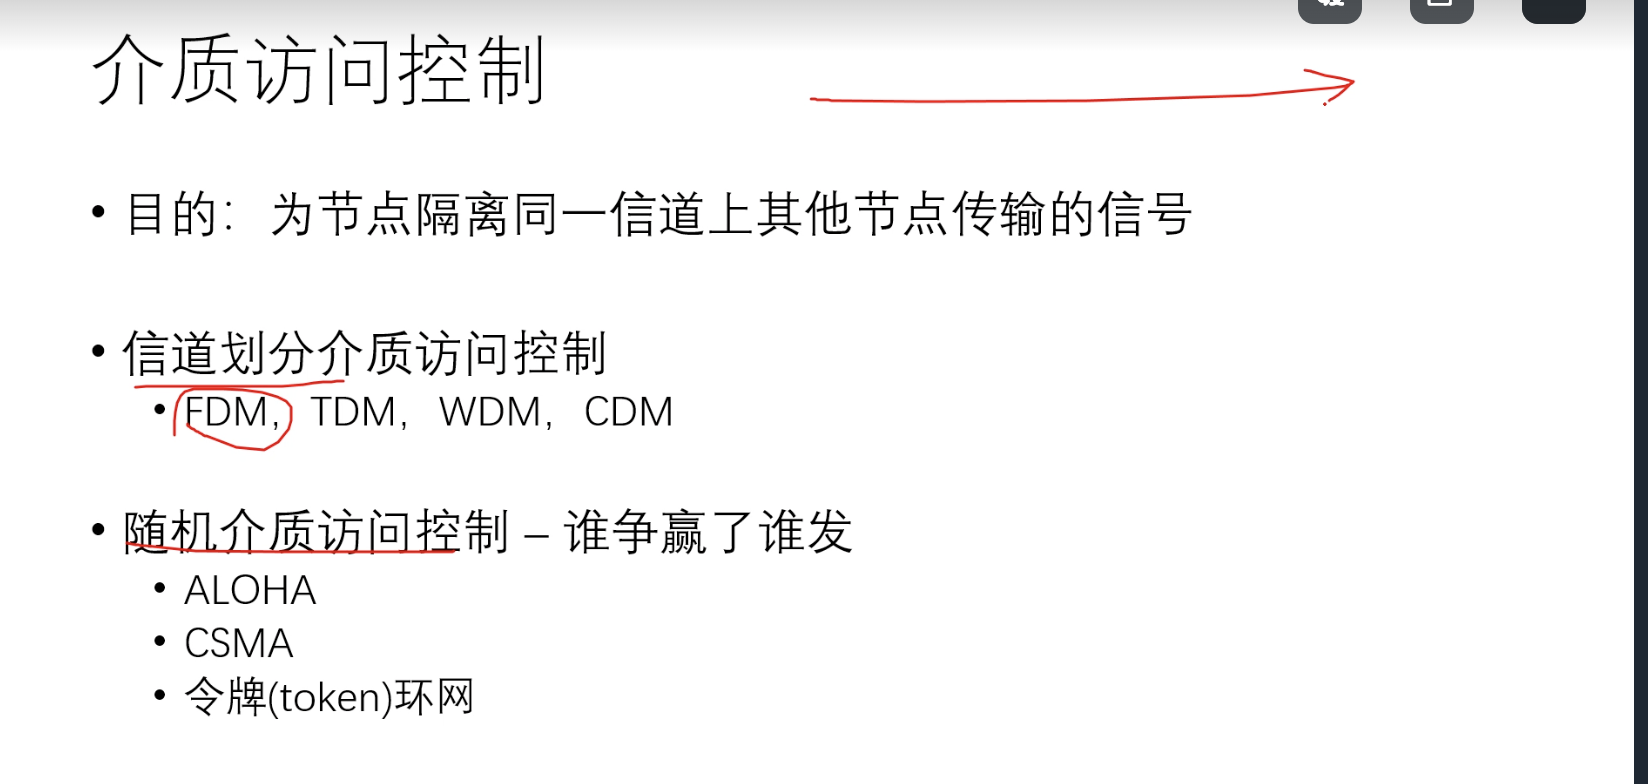 介质访问控制
• 目的：为节点隔离同一信道上其他节点传输的信号
• 信道划分介质访问控制
• FDM，TDM，WDM，CDM
• 随机介质访问控制 – 谁争赢了谁发
• ALOHA
• CSMA
• 令牌(token)环网